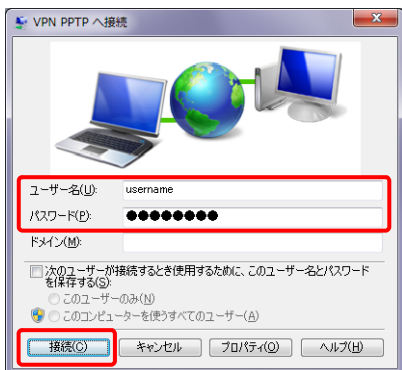 VPN PPTP へ接続
ユーザー名(U): username
パスワード(P): ●●●●●●●●
ドメイン(M):
次のユーザーが接続するとき使用するために、このユーザー名とパスワード
を保存する(S):
このユーザーのみ(N)
このコンピューターを使うすべてのユーザー(A)
接続(C) キャンセル プロパティ(O) ヘルプ(H)